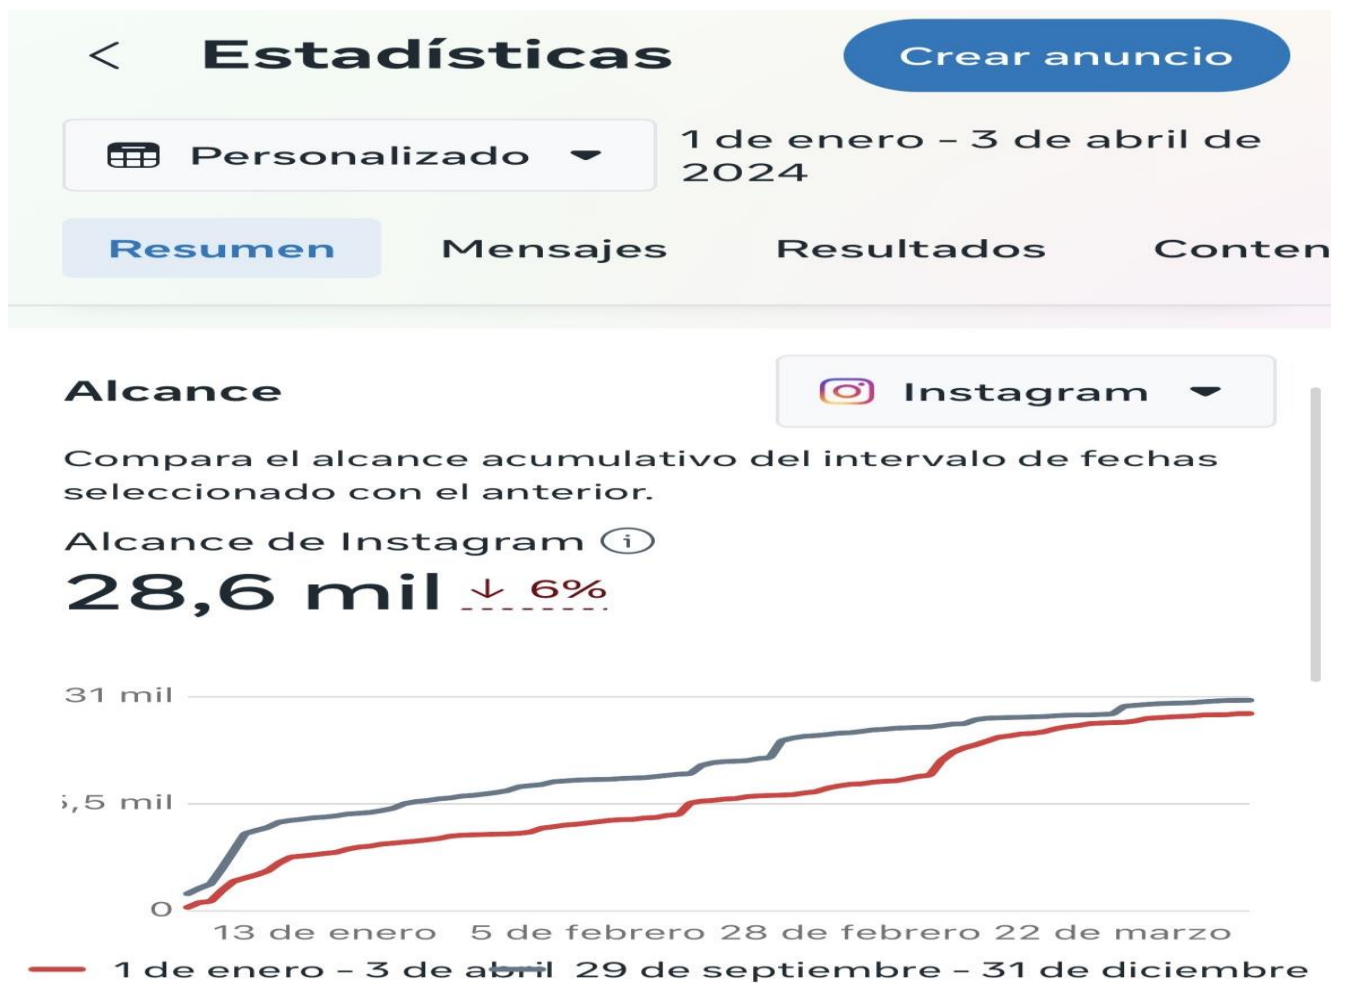 Estadísticas
Crear anuncio
Personalizado
1 de enero – 3 de abril de
2024
Resumen Mensajes Resultados Conten
Alcance
Instagram
Compara el alcance acumulativo del intervalo de fechas
seleccionado con el anterior.
Alcance de Instagram
28,6 mil ↓ 6%
31 mil
5,5 mil
0
13 de enero 5 de febrero 28 de febrero 22 de marzo
1 de enero – 3 de abril 29 de septiembre – 31 de diciembre